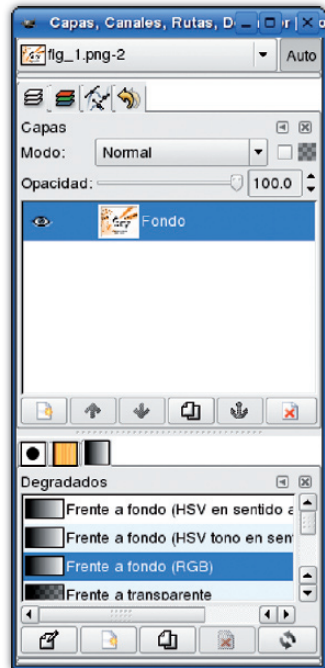 Capas, Canales, Rutas, D
fig_1.png-2
Auto
Capas
Modo:
Normal
Opacidad:
100.0
Fondo
Degradados
Frente a fondo (HSV en sentido a
Frente a fondo (HSV tono en sen
Frente a fondo (RGB)
Frente a transparente